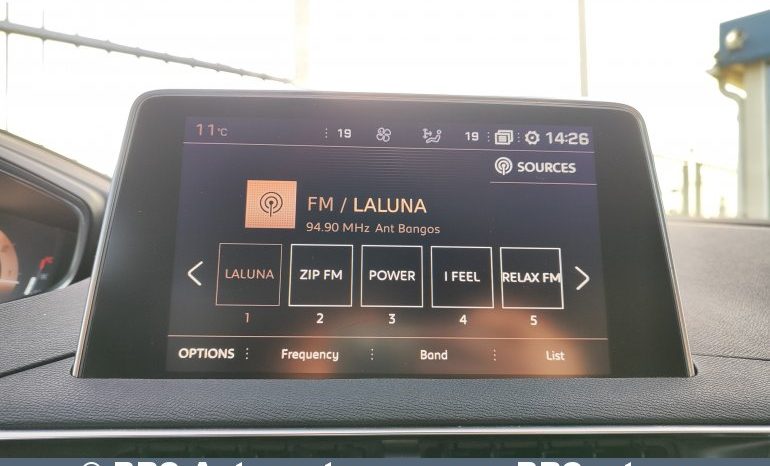 11°C 19 19 14:26
SOURCES
FM / LALUNA
94.90 MHz Ant Bangos
LALUNA ZIP FM POWER I FEEL RELAX FM
1 2 3 4 5
OPTIONS Frequency Band List